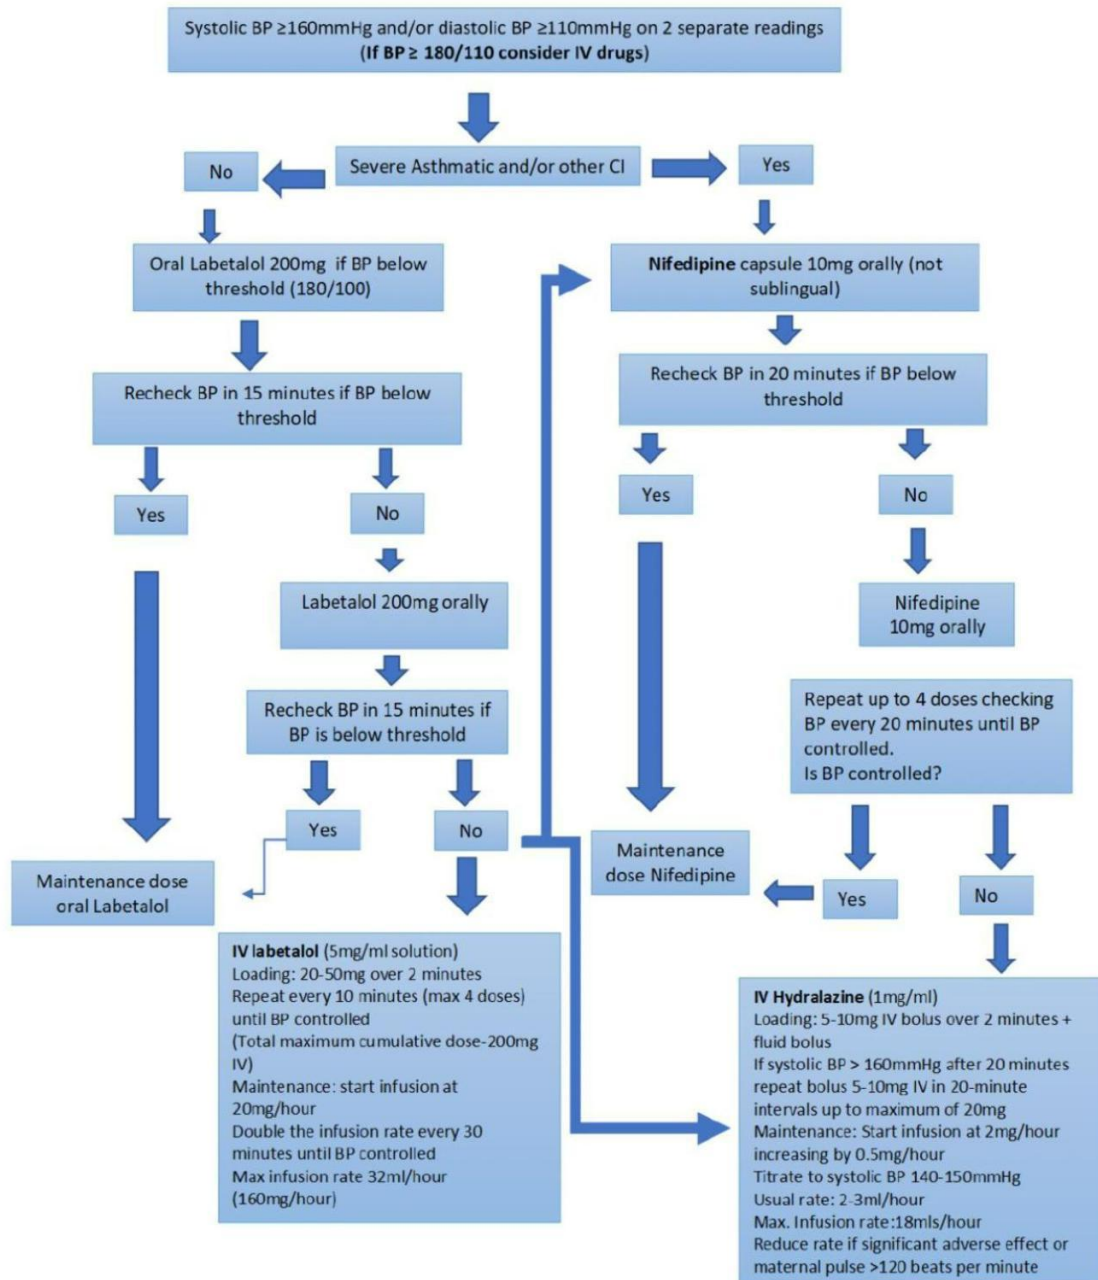 Systolic BP ≥160mmHg and/or diastolic BP ≥110mmHg on 2 separate readings
(If BP ≥ 180/110 consider IV drugs)
No
Severe Asthmatic and/or other CI
Yes
Oral Labetalol 200mg if BP below
threshold (180/100)
Nifedipine capsule 10mg orally (not
sublingual)
Recheck BP in 15 minutes if BP below
threshold
Recheck BP in 20 minutes if BP below
threshold
Yes
No
Yes
No
Labetalol 200mg orally
Nifedipine
10mg orally
Recheck BP in 15 minutes if
BP is below threshold
Repeat up to 4 doses checking
BP every 20 minutes until BP
controlled.
Is BP controlled?
Yes
No
Maintenance dose
oral Labetalol
Maintenance
dose Nifedipine
Yes
No
IV labetalol (5mg/ml solution)
Loading: 20-50mg over 2 minutes
Repeat every 10 minutes (max 4 doses)
until BP controlled
(Total maximum cumulative dose-200mg
IV)
Maintenance: start infusion at
20mg/hour
Double the infusion rate every 30
minutes until BP controlled
Max infusion rate 32ml/hour
(160mg/hour)
IV Hydralazine (1mg/ml)
Loading: 5-10mg IV bolus over 2 minutes +
fluid bolus
If systolic BP > 160mmHg after 20 minutes
repeat bolus 5-10mg IV in 20-minute
intervals up to maximum of 20mg
Maintenance: Start infusion at 2mg/hour
increasing by 0.5mg/hour
Titrate to systolic BP 140-150mmHg
Usual rate: 2-3ml/hour
Max. Infusion rate:18mls/hour
Reduce rate if significant adverse effect or
maternal pulse >120 beats per minute